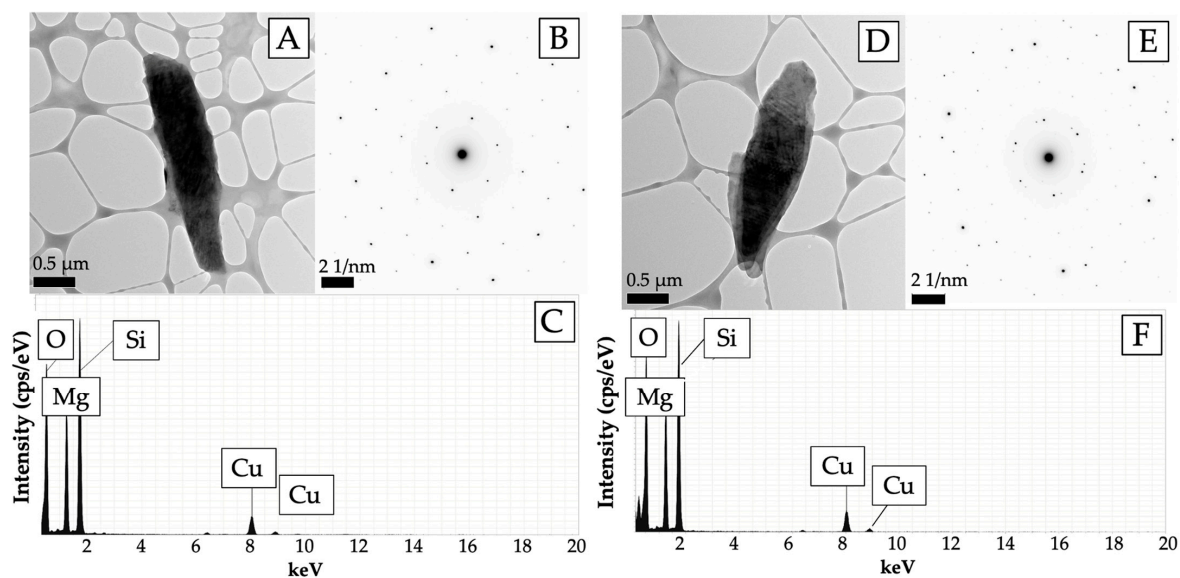 A
B
D
E
0.5 µm
2 1/nm
0.5 µm
2 1/nm
Intensity (cps/eV)
O
Si
Mg
Cu
Cu
C
2 4 6 8 10 12 14 16 18 20
keV
Intensity (cps/eV)
O
Si
Mg
Cu
Cu
F
2 4 6 8 10 12 14 16 18 20
keV